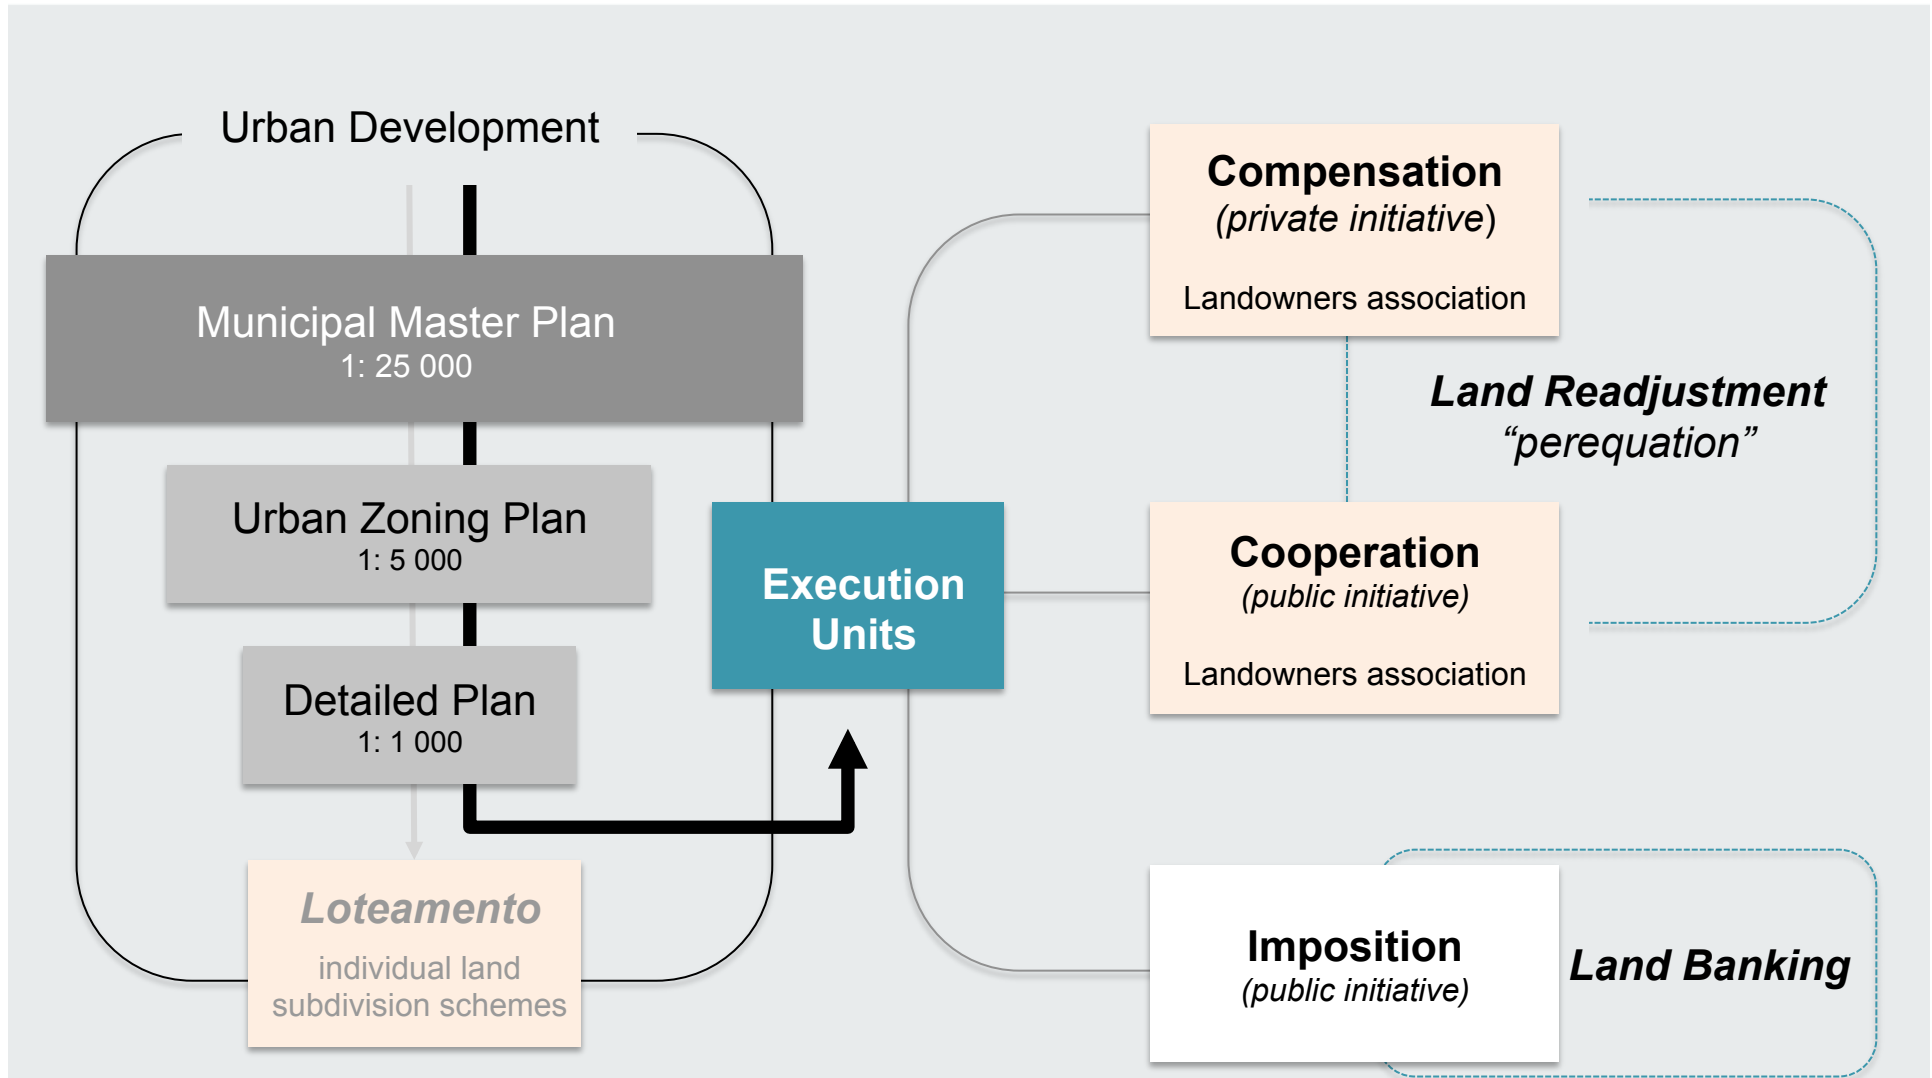 Urban Development
Municipal Master Plan
1: 25 000
Urban Zoning Plan
1: 5 000
Detailed Plan
1: 1 000
Loteamento
individual land
subdivision schemes
Execution
Units
Compensation
(private initiative)
Landowners association
Land Readjustment
“perequation”
Cooperation
(public initiative)
Landowners association
Imposition
(public initiative)
Land Banking